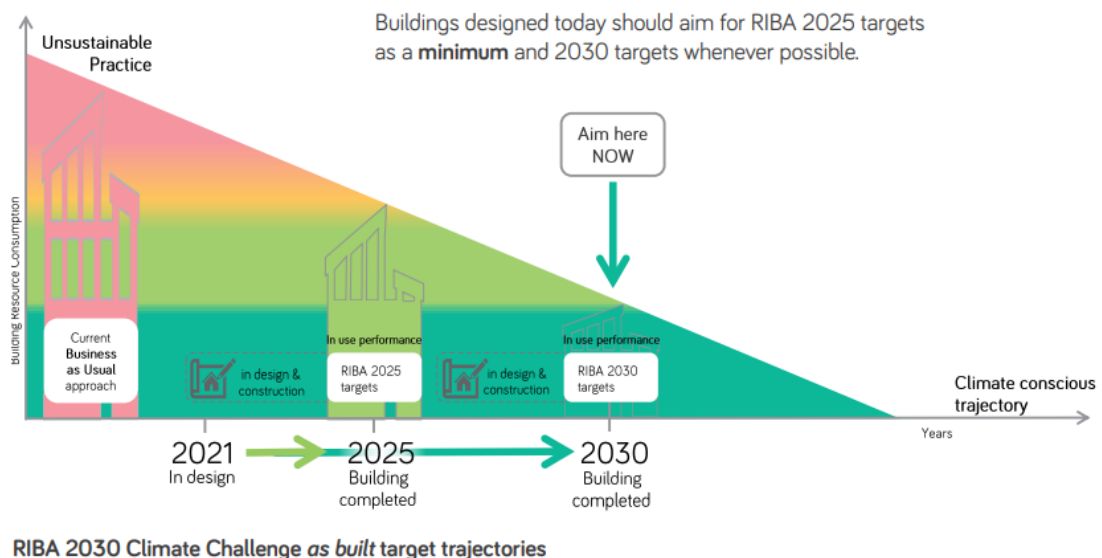 Buildings designed today should aim for RIBA 2025 targets
as a minimum and 2030 targets whenever possible.
Unsustainable
Practice
Aim here
NOW
Building Resource Consumption
Current
Business
as Usual
approach
in design &
construction
In use performance
RIBA 2025
targets
in design &
construction
In use performance
RIBA 2030
targets
Climate conscious
trajectory
Years
2021
In design
2025
Building
completed
2030
Building
completed
RIBA 2030 Climate Challenge as built target trajectories